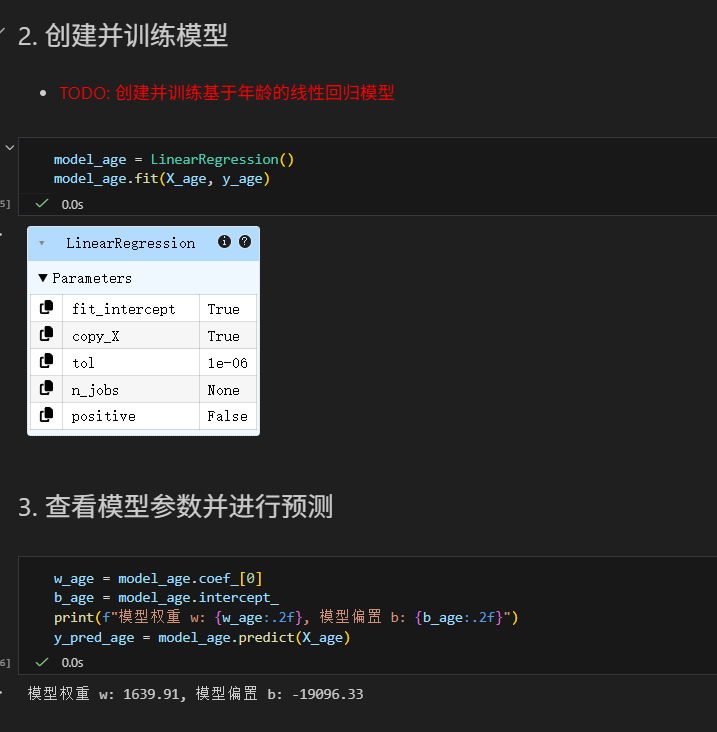 2. 创建并训练模型
TODO: 创建并训练基于年龄的线性回归模型
model_age = LinearRegression()
model_age.fit(X_age, y_age)
5]
0.0s
LinearRegression
Parameters
fit_intercept True
copy_X True
tol 1e-06
n_jobs None
positive False
3. 查看模型参数并进行预测
w_age = model_age.coef_[0]
b_age = model_age.intercept_
print(f"模型权重 w: {w_age:.2f}, 模型偏置 b: {b_age:.2f}")
y_pred_age = model_age.predict(X_age)
6]
0.0s
模型权重 w: 1639.91, 模型偏置 b: -19096.33